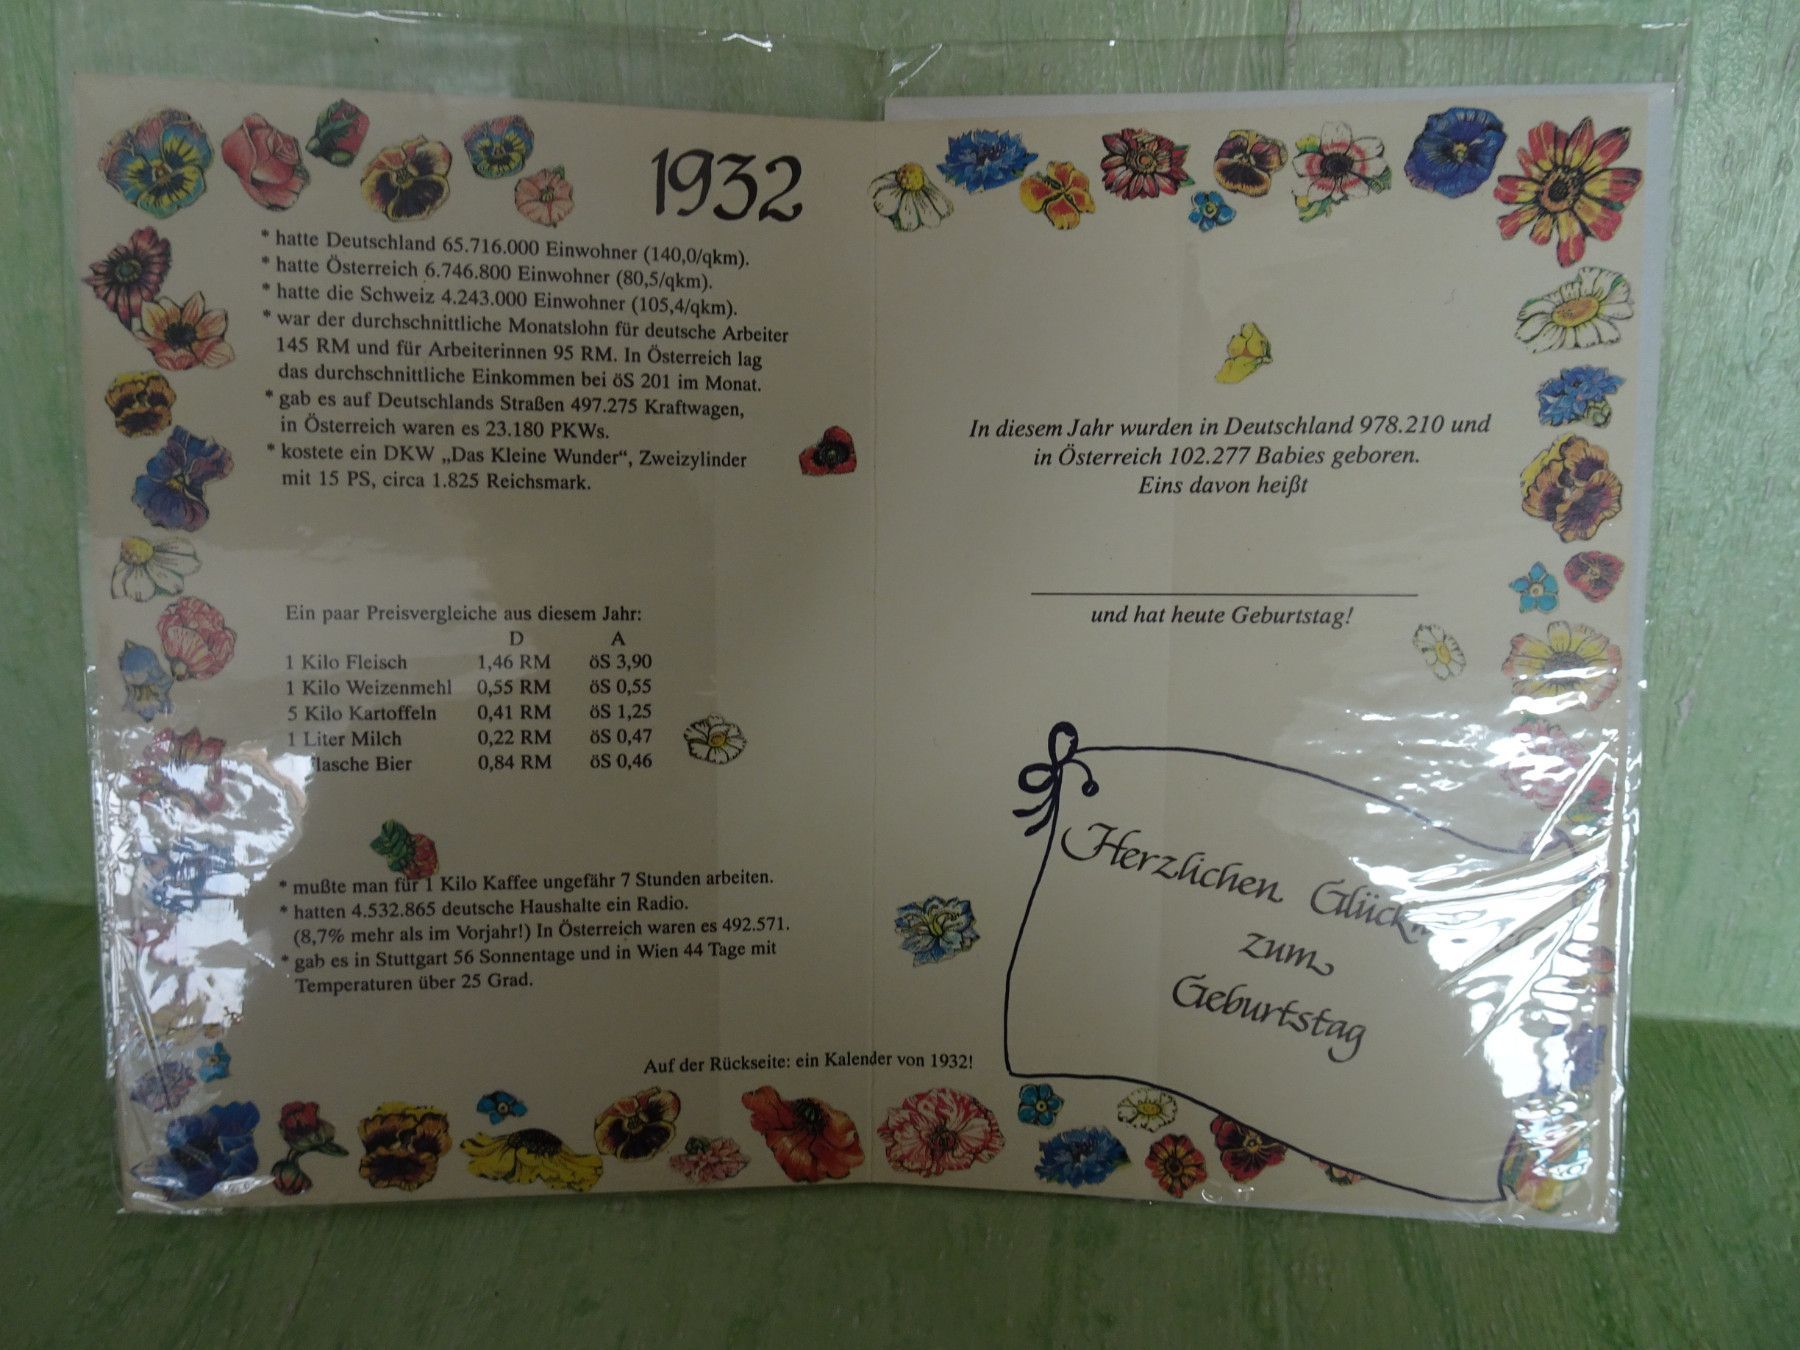 1932
* hatte Deutschland 65.716.000 Einwohner (140,0/qkm).
* hatte Österreich 6.746.800 Einwohner (80,5/qkm).
* hatte die Schweiz 4.243.000 Einwohner (105,4/qkm).
* war der durchschnittliche Monatslohn für deutsche Arbeiter
145 RM und für Arbeiterinnen 95 RM. In Österreich lag
das durchschnittliche Einkommen bei öS 201 im Monat.
* gab es auf Deutschlands Straßen 497.275 Kraftwagen,
in Österreich waren es 23.180 PKWs.
* kostete ein DKW „Das Kleine Wunder“, Zweizylinder
mit 15 PS, circa 1.825 Reichsmark.
Ein paar Preisvergleiche aus diesem Jahr:
D A
1 Kilo Fleisch 1,46 RM öS 3,90
1 Kilo Weizenmehl 0,55 RM öS 0,55
5 Kilo Kartoffeln 0,41 RM öS 1,25
1 Liter Milch 0,22 RM öS 0,47
lasche Bier 0,84 RM öS 0,46
* mußte man für 1 Kilo Kaffee ungefähr 7 Stunden arbeiten.
* hatten 4.532.865 deutsche Haushalte ein Radio.
(8,7% mehr als im Vorjahr!) In Österreich waren es 492.571.
* gab es in Stuttgart 56 Sonnentage und in Wien 44 Tage mit
Temperaturen über 25 Grad.
Auf der Rückseite: ein Kalender von 1932!
In diesem Jahr wurden in Deutschland 978.210 und
in Österreich 102.277 Babies geboren.
Eins davon heißt
und hat heute Geburtstag!
Herzlichen Glück
zum
Geburtstag